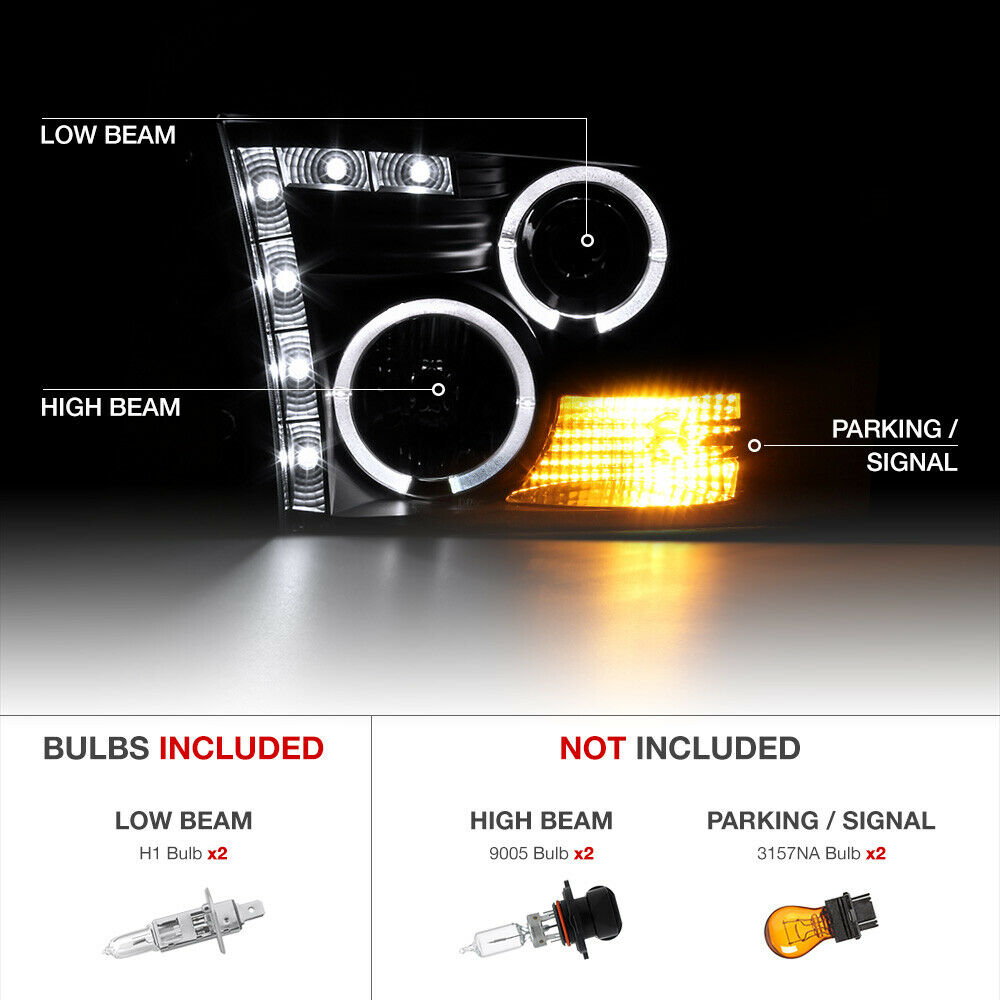 LOW BEAM
HIGH BEAM
PARKING /
SIGNAL
BULBS INCLUDED
NOT INCLUDED
LOW BEAM
H1 Bulb x2
HIGH BEAM
9005 Bulb x2
PARKING / SIGNAL
3157NA Bulb x2